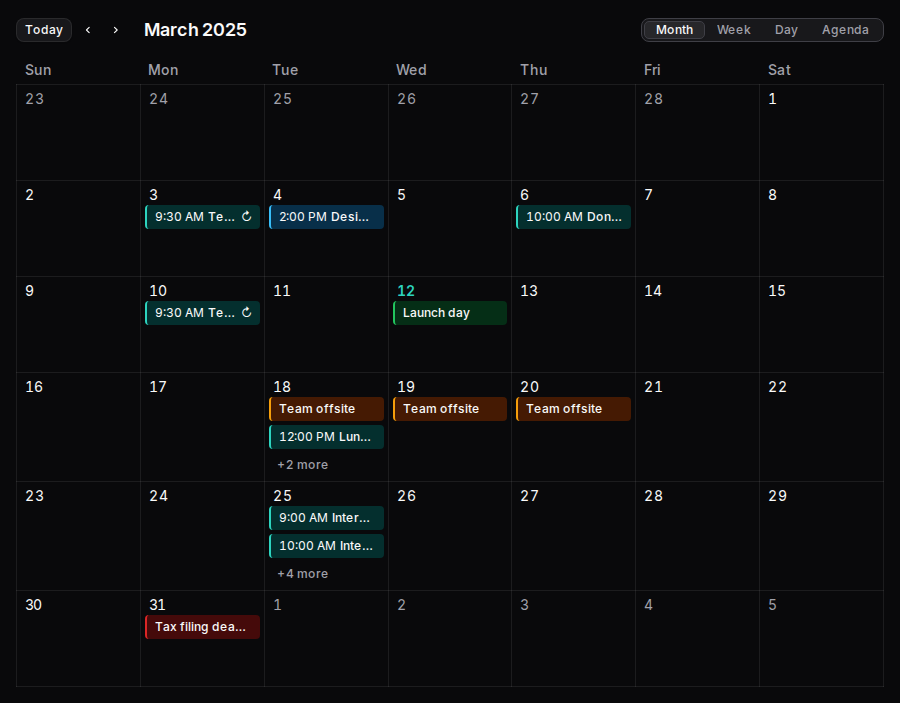 Today ‹ › March 2025 Month Week Day Agenda
Sun Mon Tue Wed Thu Fri Sat
23 24 25 26 27 28 1
2 3 4 5 6 7 8
9:30 AM Te... ↻ 2:00 PM Desi... 10:00 AM Don...
9 10 11 12 13 14 15
9:30 AM Te... ↻ Launch day
16 17 18 19 20 21 22
Team offsite Team offsite Team offsite
12:00 PM Lun...
+2 more
23 24 25 26 27 28 29
9:00 AM Inter...
10:00 AM Inte...
+4 more
30 31 1 2 3 4 5
Tax filing dea...